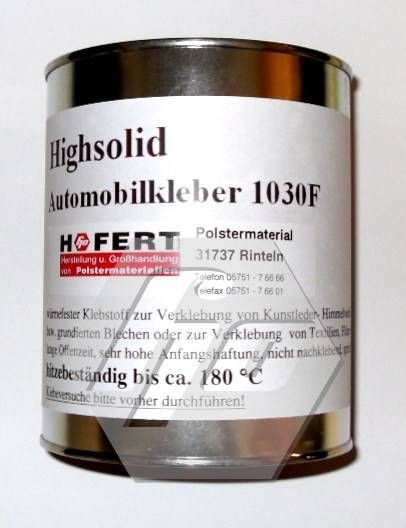 Highsolid
Automobilkleber 1030F
HOFERT
Herstellung u. Großhandlung
von Polstermaterialien
Polstermaterial
31737 Rinteln
Telefon 05751 - 7 66 66
Telefax 05751 - 7 66 01
wärmefester Klebstoff zur Verklebung von Kunstleder- Himmel
bzw. grundierten Blechen oder zur Verklebung von Textilien,
lange Offenzeit, sehr hohe Anfangshaftung, nicht nachklebend,
hitzebeständig bis ca. 180 °C
Klebeversuche bitte vorher durchführen!